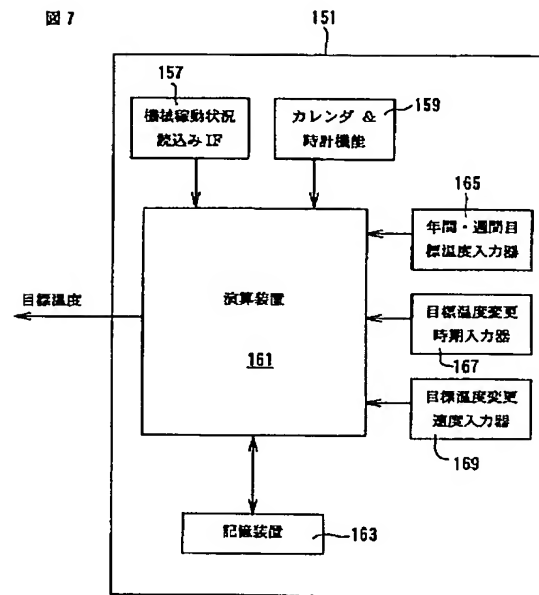 図 7
151
157
機械稼動状況
読込み IF
カレンダ &
時計機能
159
165
年間・週間目
標温度入力器
目標温度
演算装置
161
目標温度変更
時期入力器
167
目標温度変更
速度入力器
169
記憶装置
163